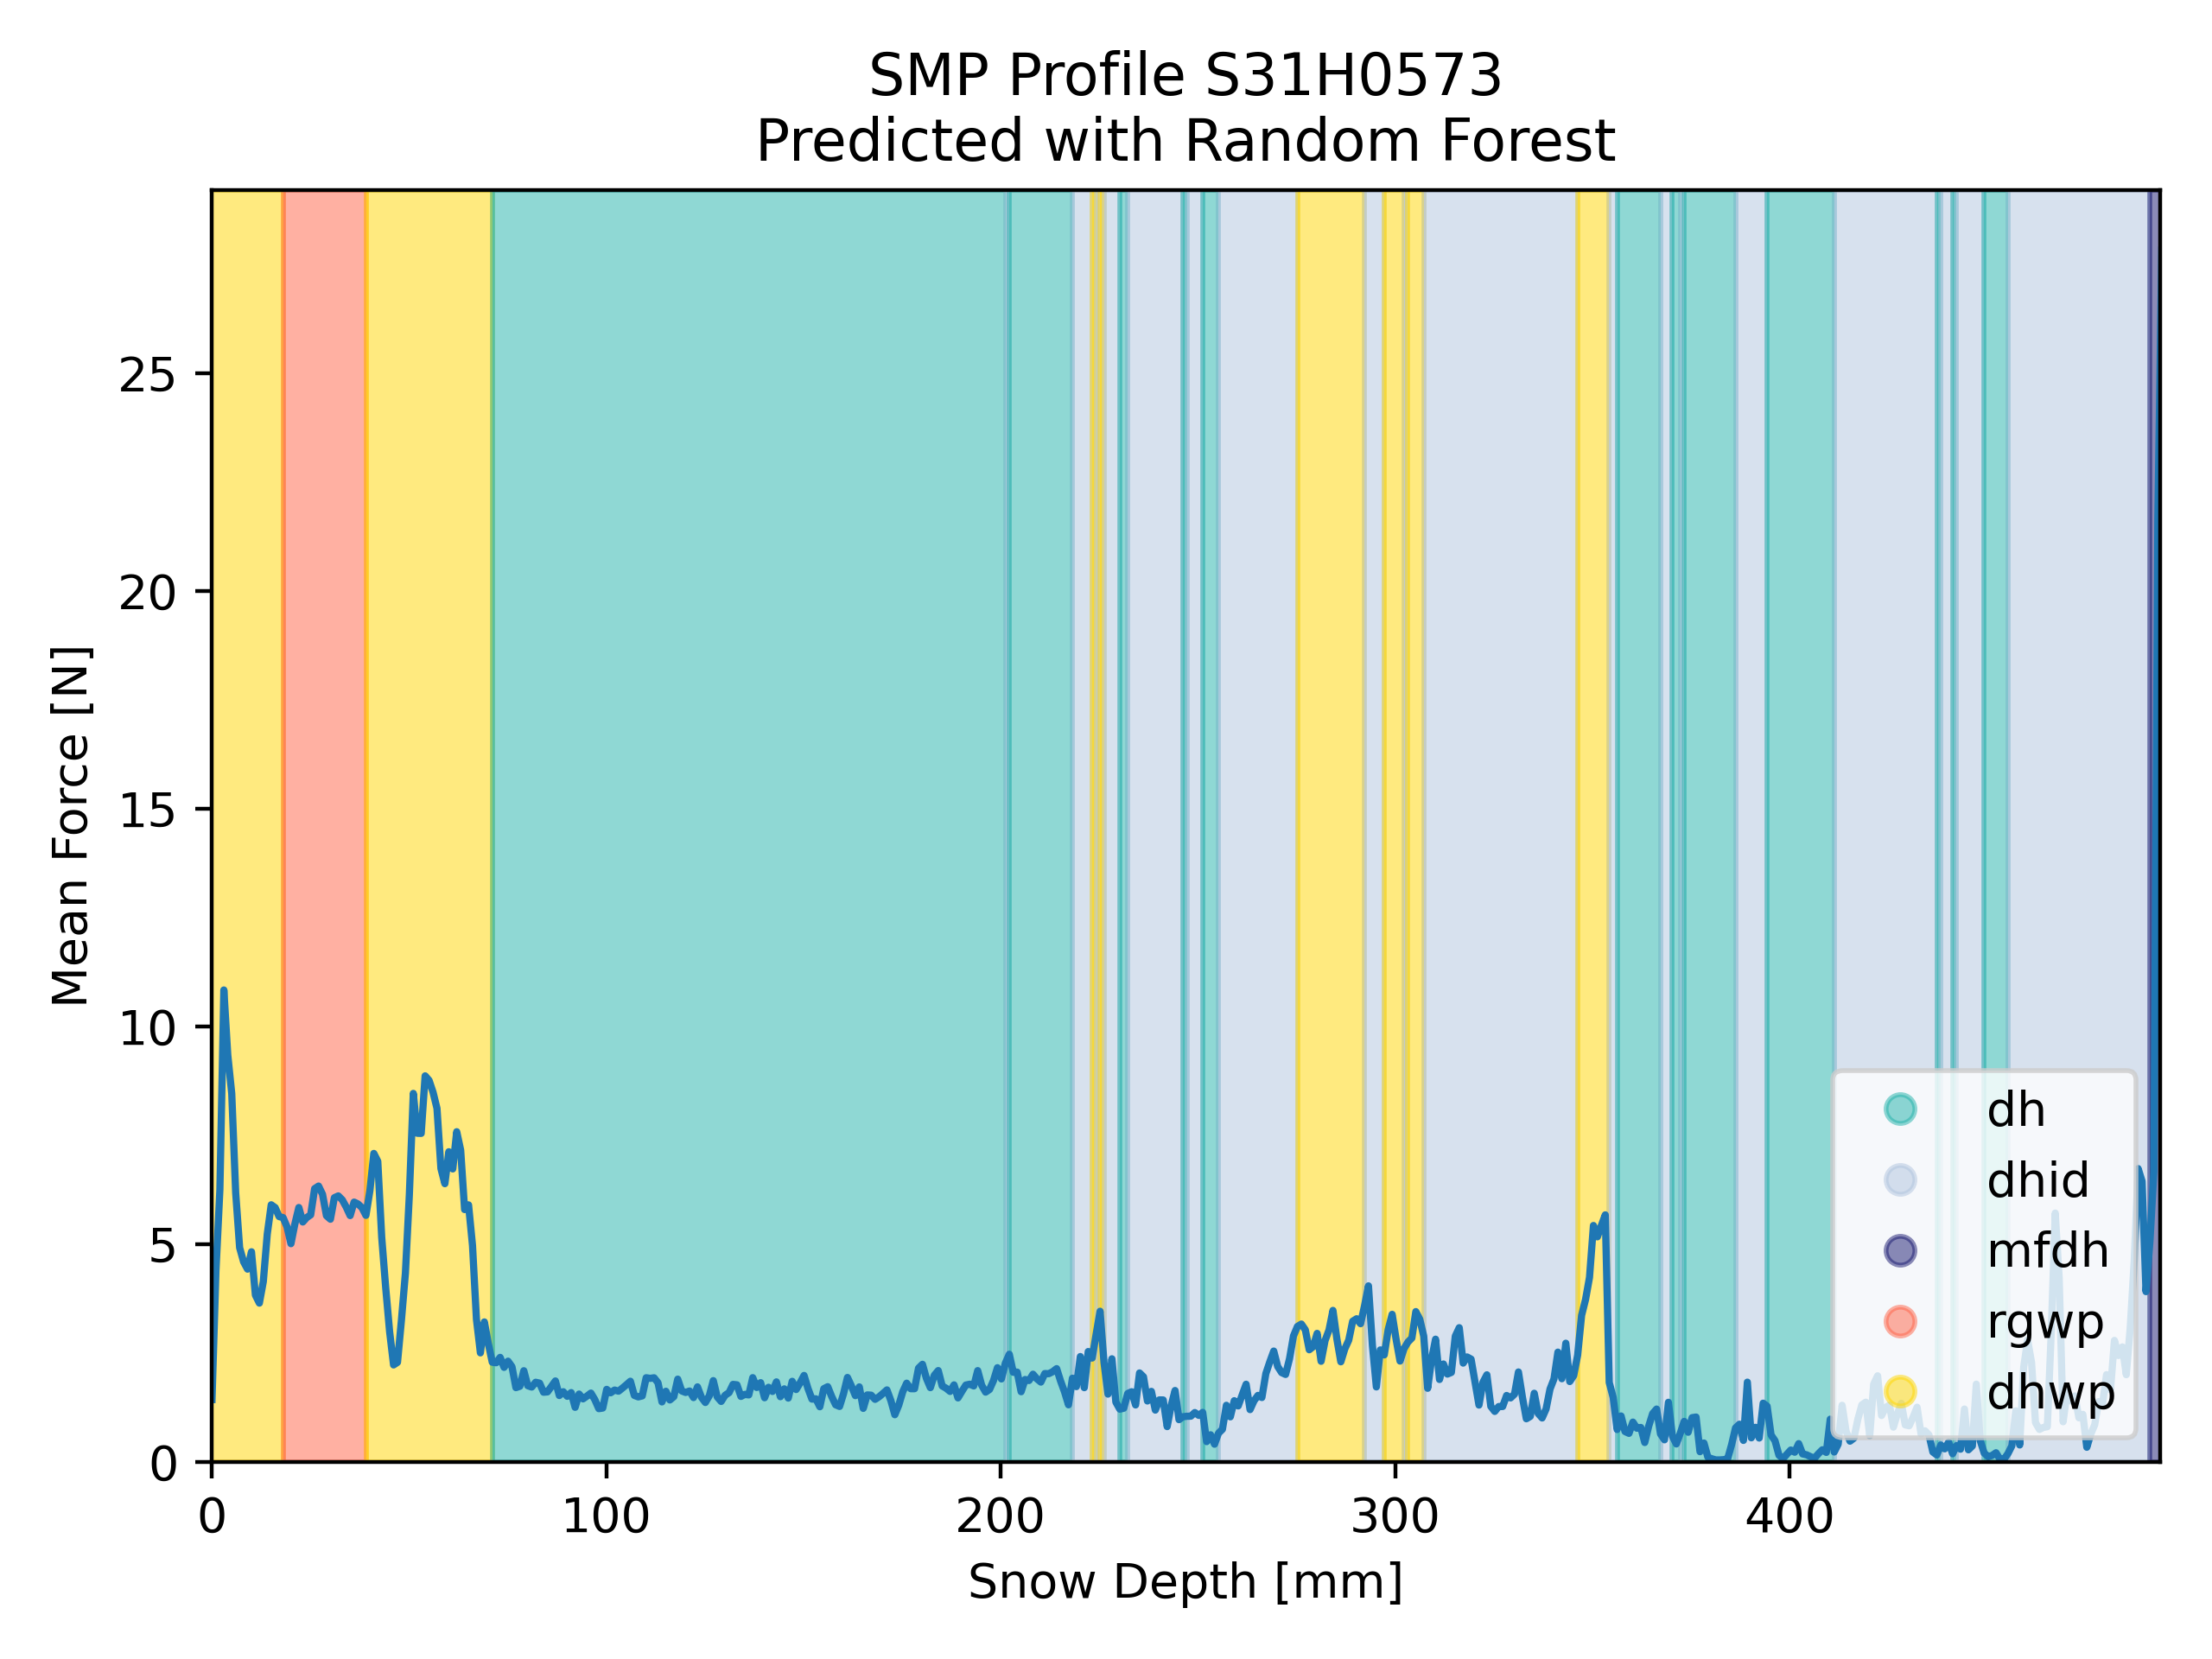 SMP Profile S31H0573
Predicted with Random Forest
Mean Force [N]
25
20
15
10
5
0
0 100 200 300 400
Snow Depth [mm]
dh
dhid
mfdh
rgwp
dhwp